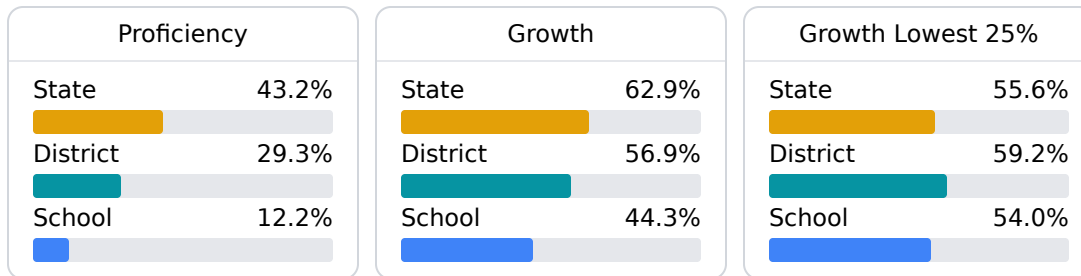 Proficiency
State 43.2%
District 29.3%
School 12.2%
Growth
State 62.9%
District 56.9%
School 44.3%
Growth Lowest 25%
State 55.6%
District 59.2%
School 54.0%